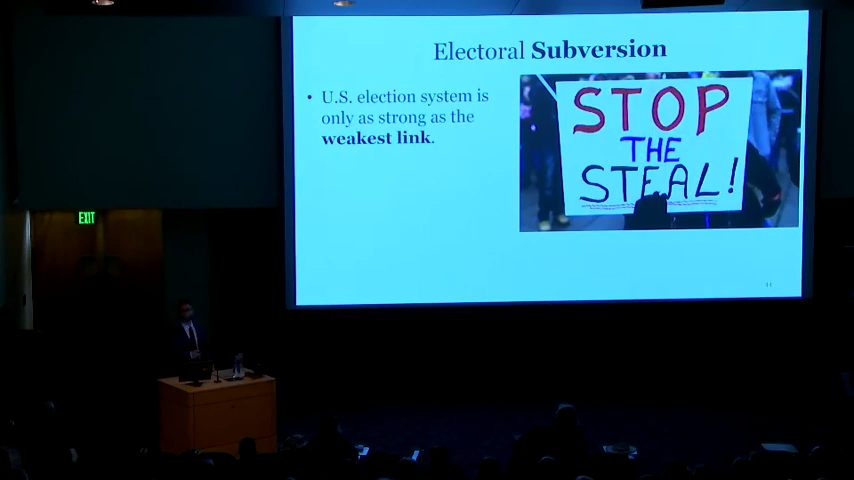 Electoral Subversion
• U.S. election system is
only as strong as the
weakest link.
STOP
THE
STEAL!
EXIT